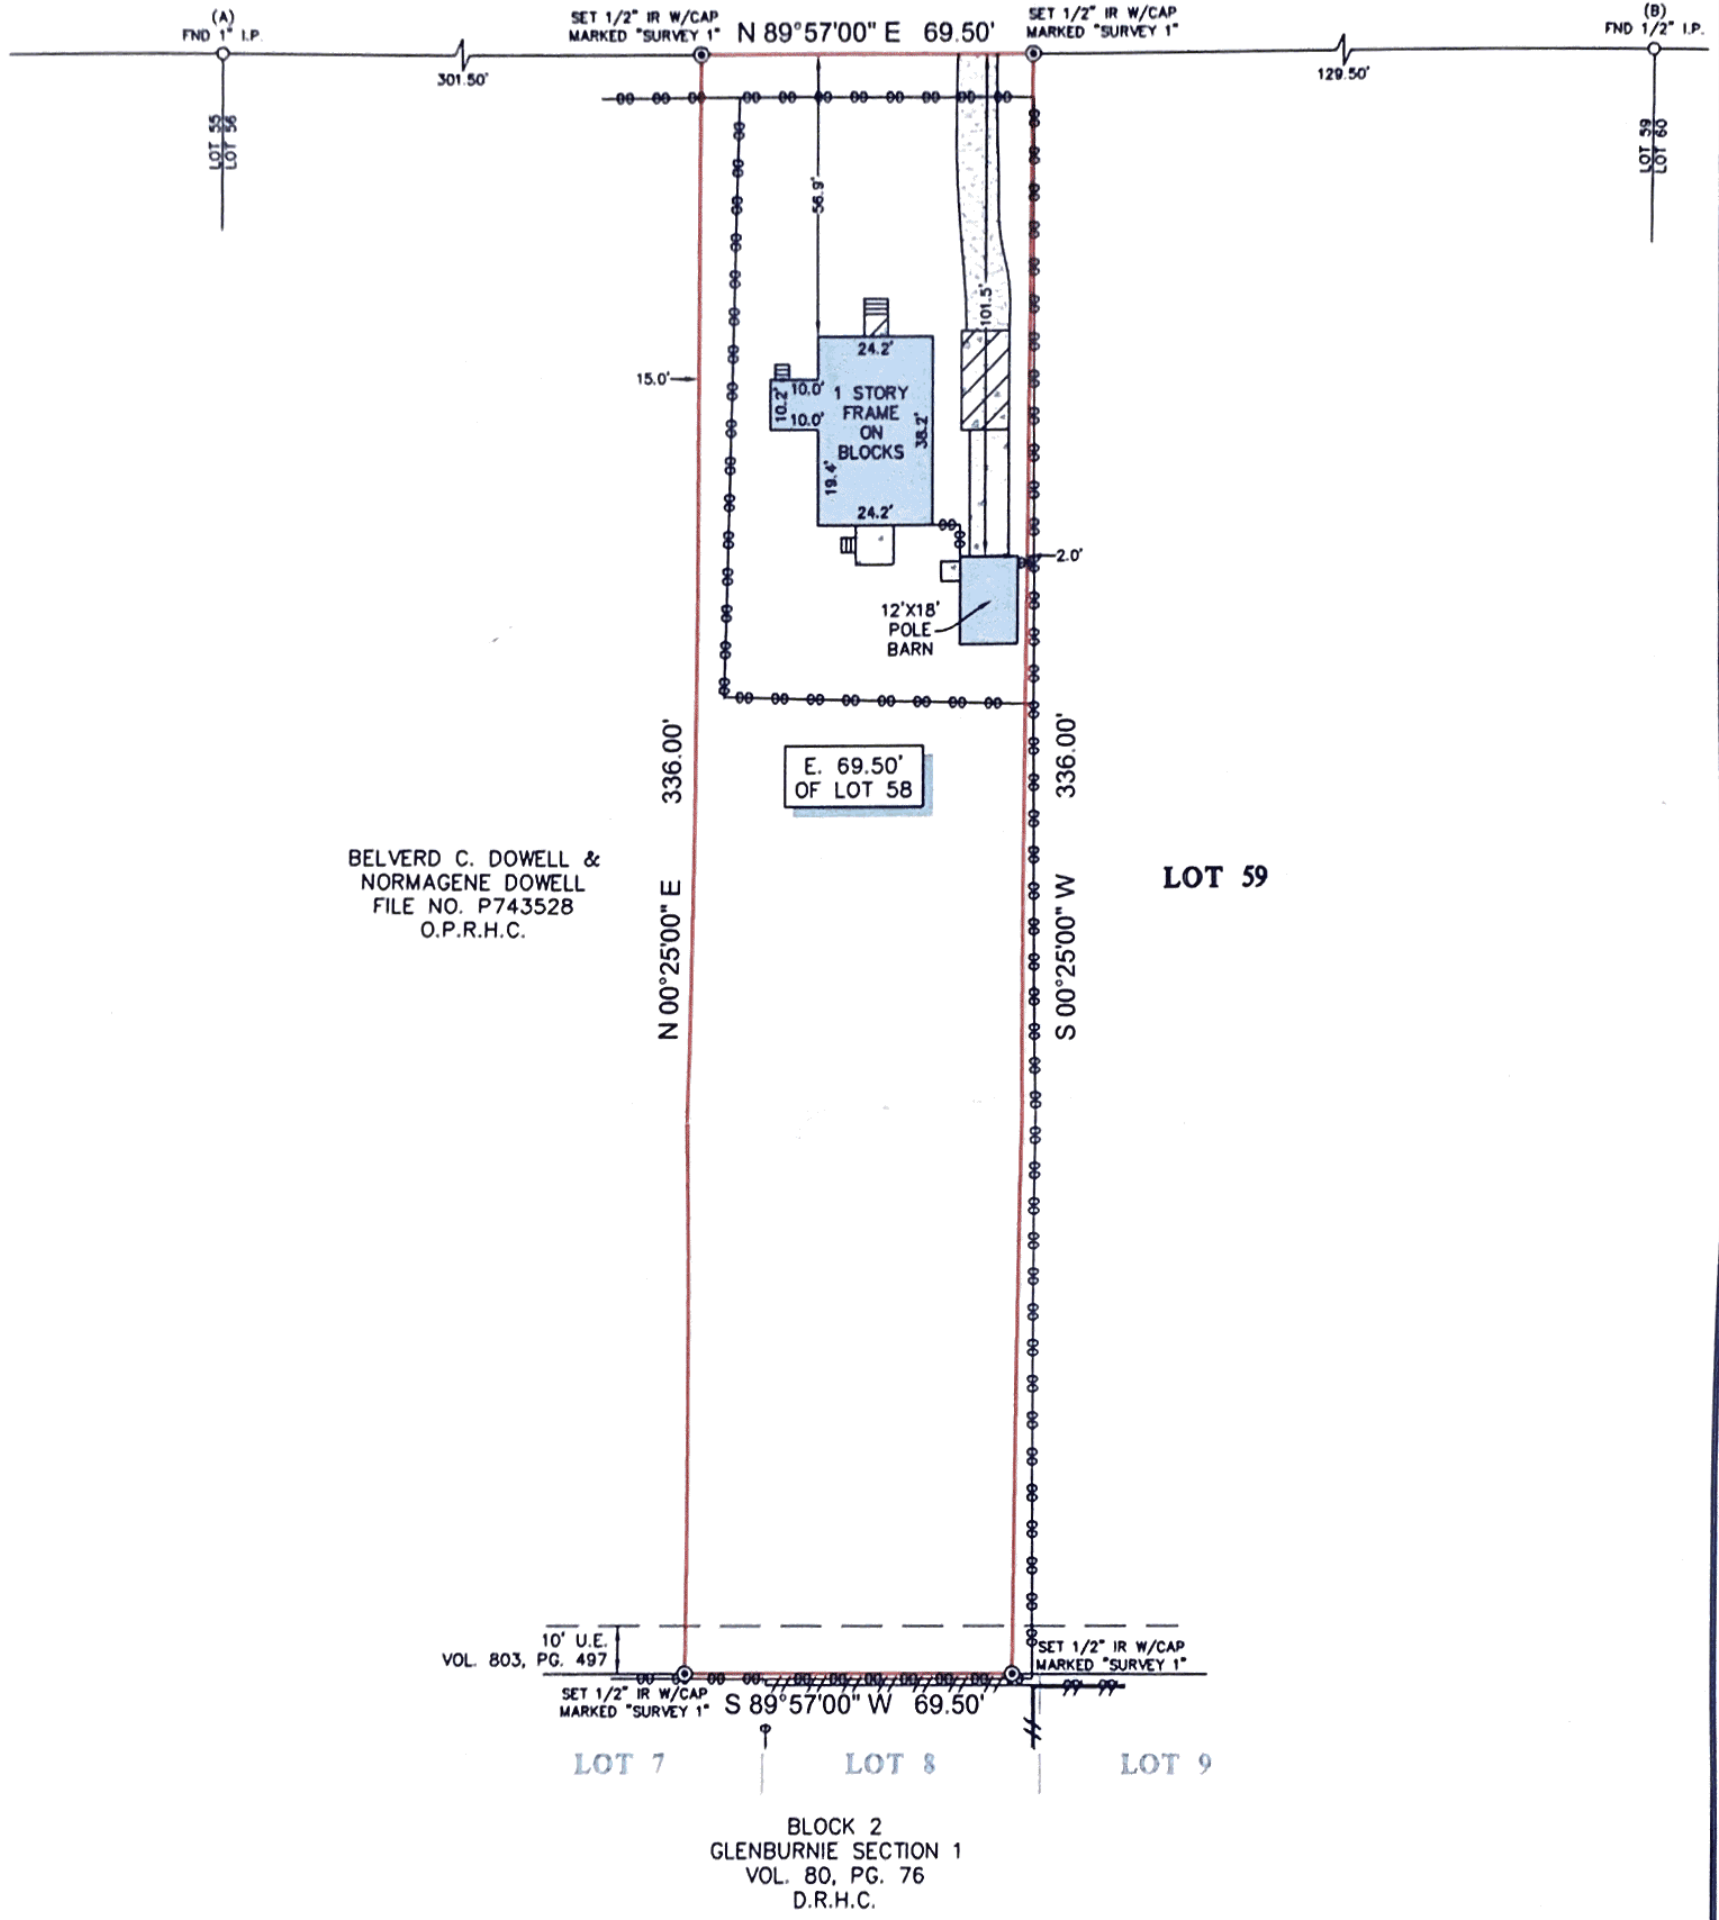 (A)
FND 1" I.P.
SET 1/2" IR W/CAP
MARKED "SURVEY 1"
N 89°57'00" E 69.50'
SET 1/2" IR W/CAP
MARKED "SURVEY 1"
(B)
FND 1/2" I.P.
301.50'
129.50'
LOT 55
LOT 56
LOT 59
LOT 60
56.9'
101.5'
24.2'
15.0'
10.0'
10.2'
10.0'
1 STORY
FRAME
ON
BLOCKS
38.2'
19.4'
24.2'
2.0'
12'X18'
POLE
BARN
336.00'
336.00'
E. 69.50'
OF LOT 58
BELVERD C. DOWELL &
NORMAGENE DOWELL
FILE NO. P743528
O.P.R.H.C.
N 00°25'00" E
S 00°25'00" W
LOT 59
10' U.E.
VOL. 803, PG. 497
SET 1/2" IR W/CAP
MARKED "SURVEY 1"
SET 1/2" IR W/CAP
MARKED "SURVEY 1"
S 89°57'00" W 69.50'
LOT 7
LOT 8
LOT 9
BLOCK 2
GLENBURNIE SECTION 1
VOL. 80, PG. 76
D.R.H.C.